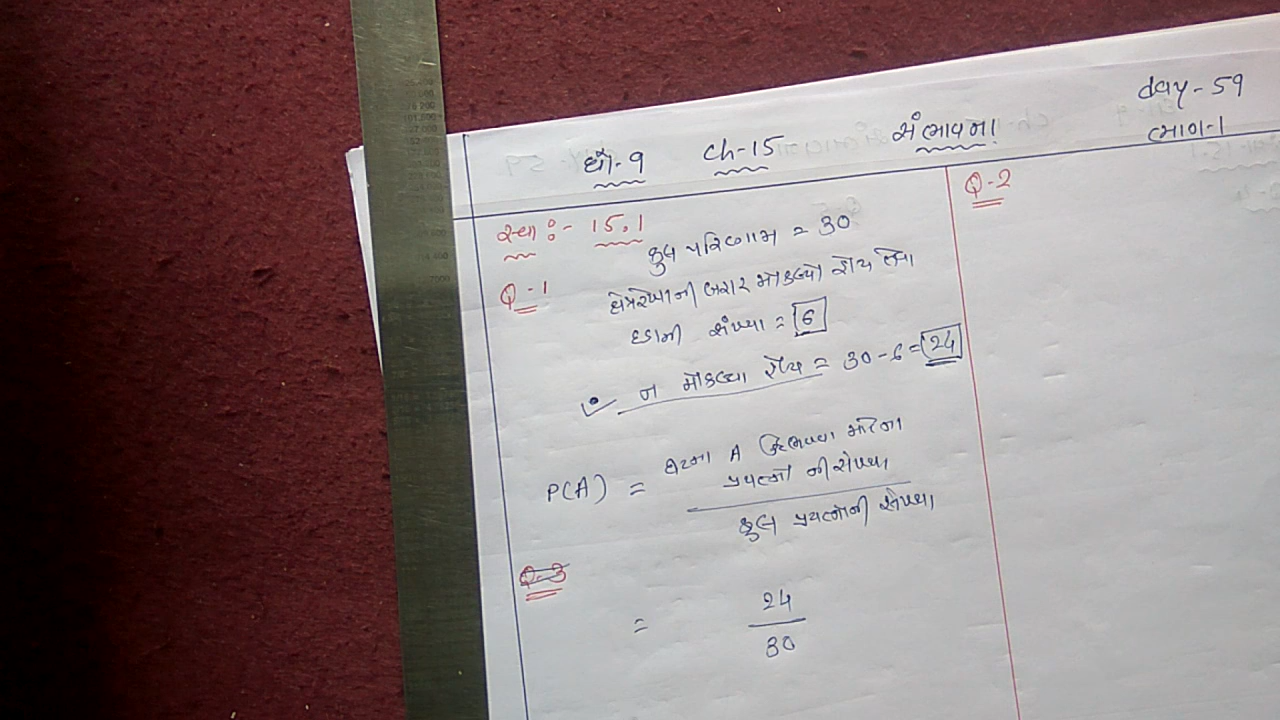 day-59
ધો-9 ch-15 સંભાવના ભાગ-1
સ્વા :- 15.1
Q-2
કુલ પરિણામ = 30
Q-1
ક્ષેત્રરેખાની બહાર મોકલ્યો હોય તેવા
દડાની સંખ્યા = 6
ન મોકલ્યા હોય = 30-6 = 24
P(A) = ઘટના A ઉદ્દભવવા માટેના
પ્રયત્નોની સંખ્યા
કુલ પ્રયત્નોની સંખ્યા
Q-3
= 24
30